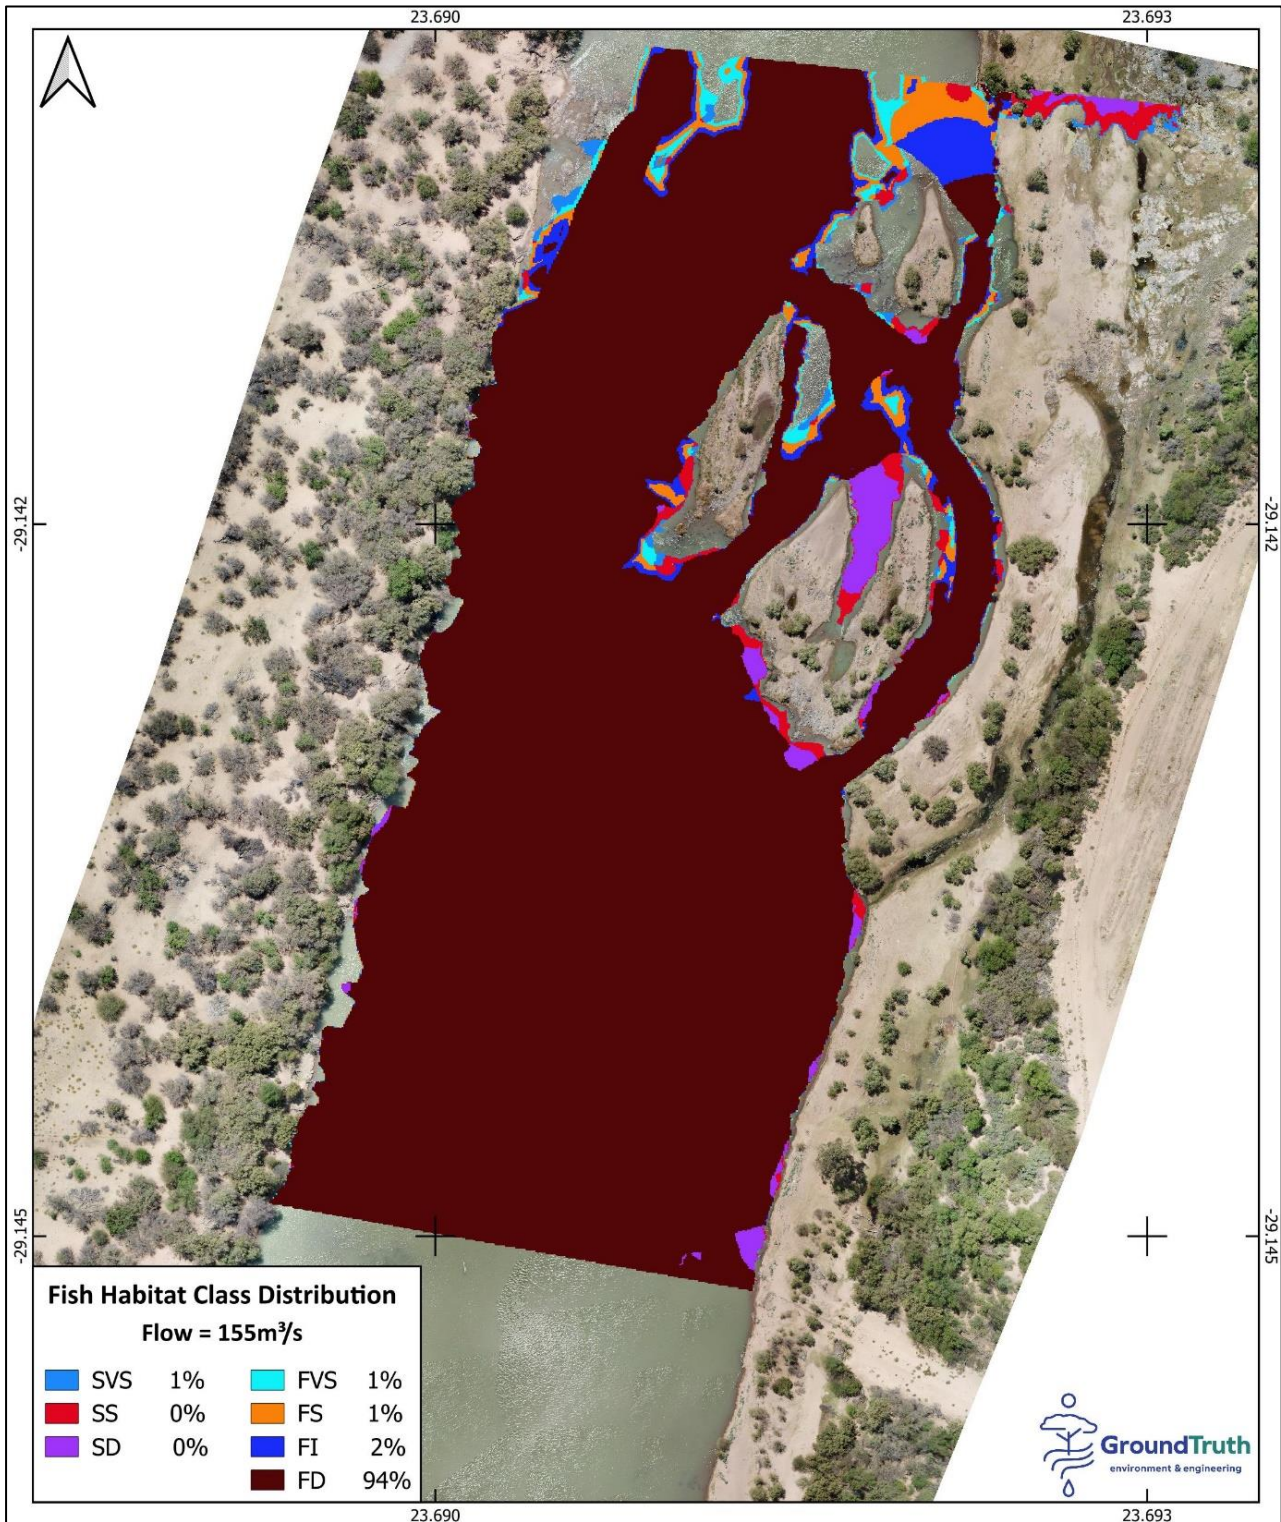 23.690 23.693
-29.142 -29.142
-29.145 -29.145
Fish Habitat Class Distribution
Flow = 155m³/s
SVS 1% FVS 1%
SS 0% FS 1%
SD 0% FI 2%
FD 94%
GroundTruth
environment & engineering
23.690 23.693